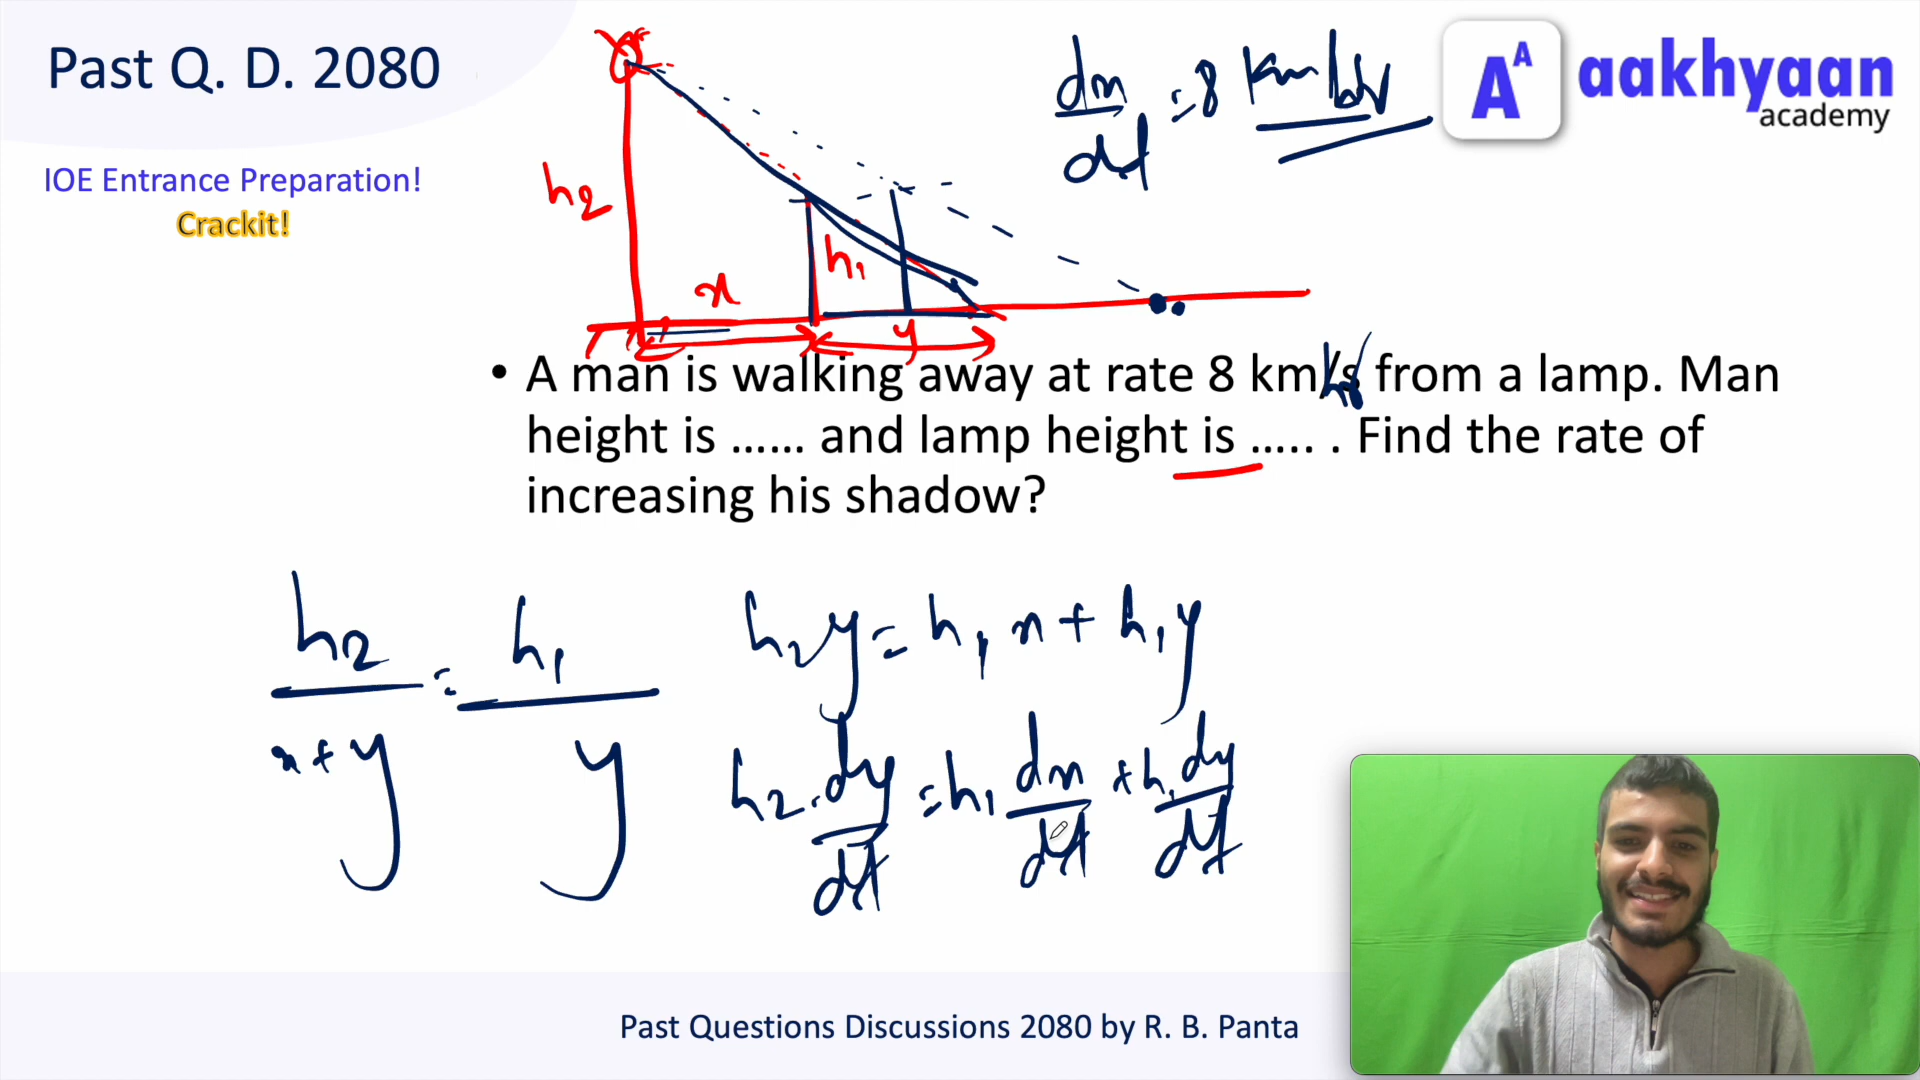 Past Q. D. 2080
IOE Entrance Preparation!
Crackit!
aakhyaan
academy
dx/dt = 8 km/hr
h2
h1
x
y
• A man is walking away at rate 8 km/hr from a lamp. Man
height is ...... and lamp height is ..... . Find the rate of
increasing his shadow?
h2/(x+y) = h1/y
h2y = h1x + h1y
h2.dy/dt = h1 dx/dt + h1 dy/dt
Past Questions Discussions 2080 by R. B. Panta